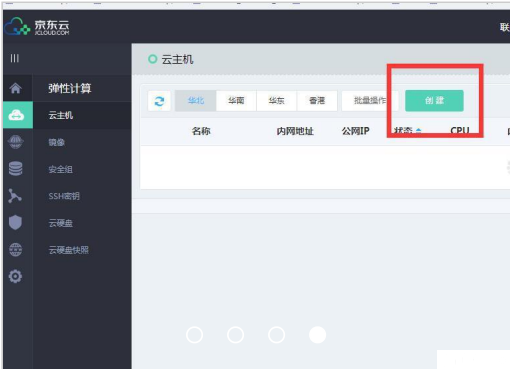 京东云
JCLOUD.COM
联
云主机
弹性计算
云主机
镜像
安全组
SSH密钥
云硬盘
云硬盘快照
华北 华南 华东 香港 批量操作 创建
名称 内网地址 公网IP 状态 CPU